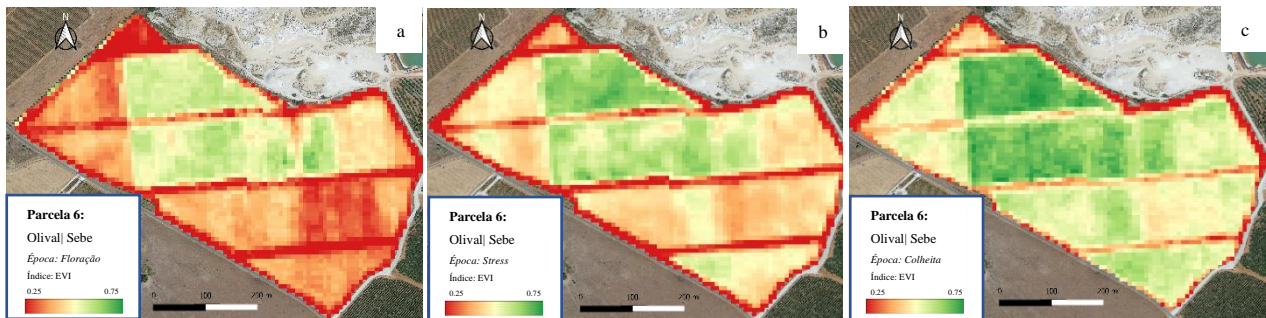 N
a
Parcela 6:
Olival| Sebe
Época: Floração
Índice: EVI
0.25 0.75
0 100 200 m
N
b
Parcela 6:
Olival| Sebe
Época: Stress
Índice: EVI
0.25 0.75
0 100 200 m
N
c
Parcela 6:
Olival| Sebe
Época: Colheita
Índice: EVI
0.25 0.75
0 100 200 m